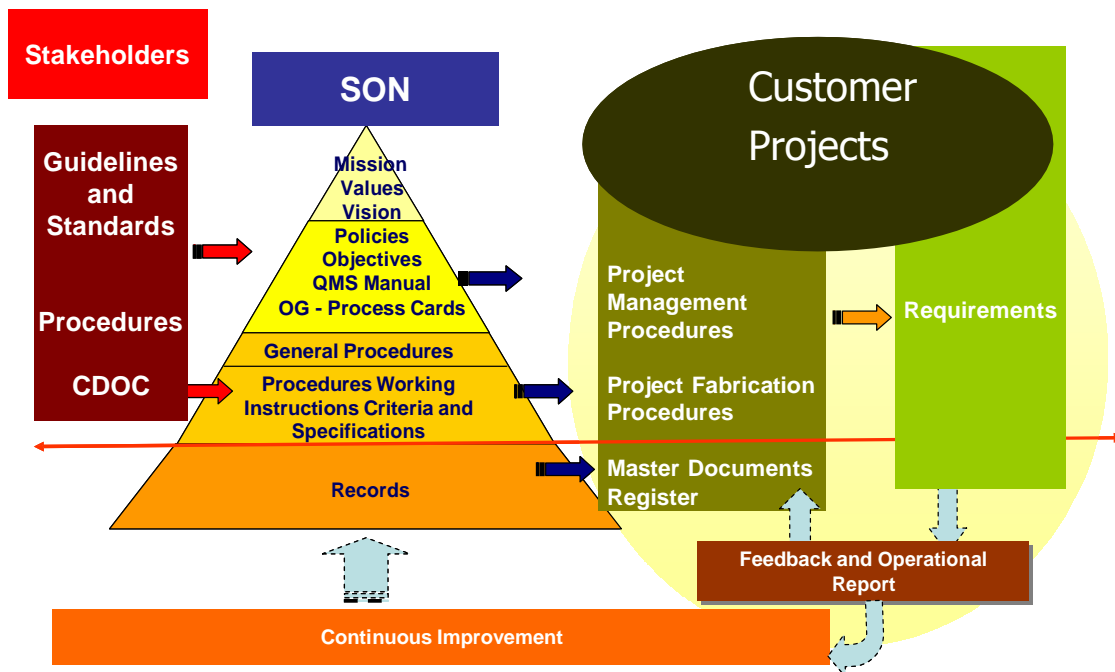 Stakeholders
SON
Customer
Projects
Guidelines
and
Standards
Procedures
CDOC
Mission
Values
Vision
Policies
Objectives
QMS Manual
OG - Process Cards
General Procedures
Procedures Working
Instructions Criteria and
Specifications
Records
Project
Management
Procedures
Project Fabrication
Procedures
Master Documents
Register
Requirements
Feedback and Operational
Report
Continuous Improvement